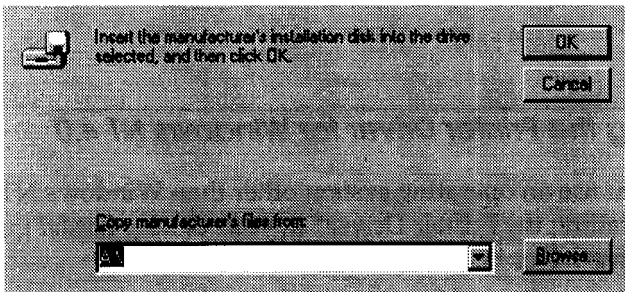 Insert the manufacturer's installation disk into the drive
selected, and then click OK.
OK
Cancel
Copy manufacturer's files from:
A:\
Browse...